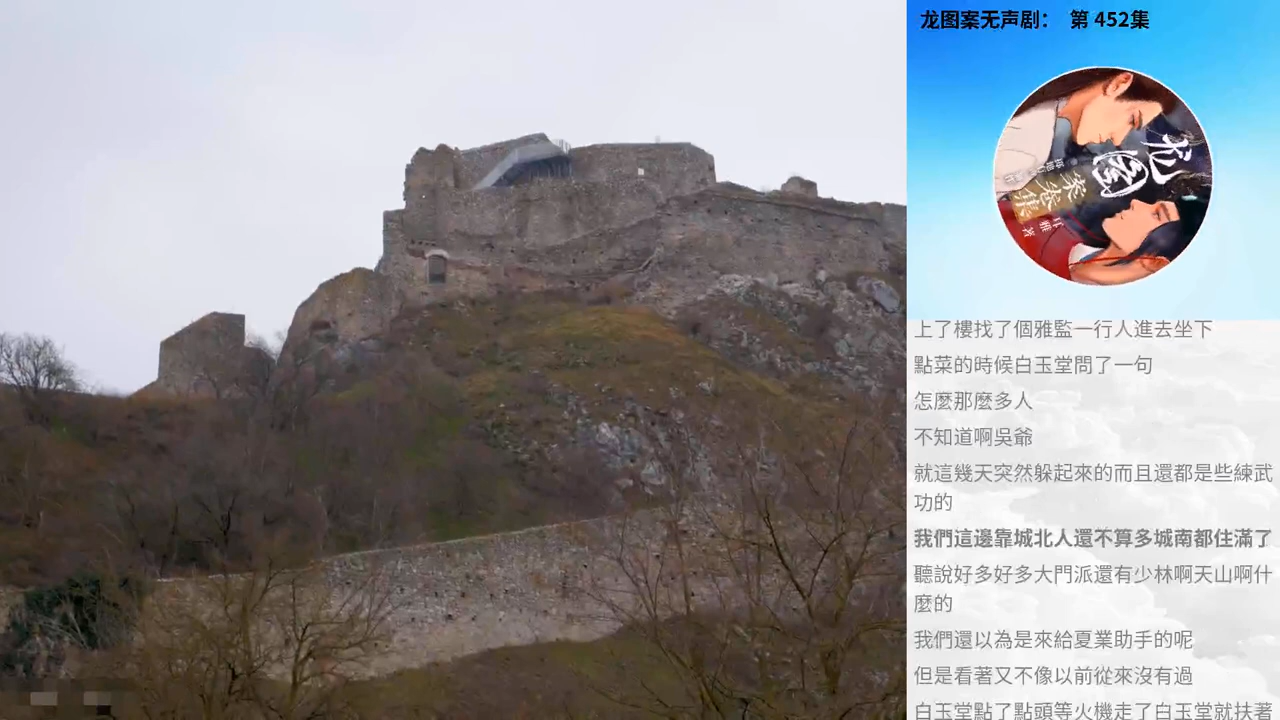 龙图案无声剧： 第 452集
龙圖
案卷集
著
上了樓找了個雅監一行人進去坐下
點菜的時候白玉堂問了一句
怎麼那麼多人
不知道啊吳爺
就這幾天突然躲起來的而且還都是些練武
功的
我們這邊靠城北人還不算多城南都住滿了
聽說好多好多大門派還有少林啊天山啊什
麼的
我們還以為是來給夏業助手的呢
但是看著又不像以前從來沒有過
白玉堂點了點頭等火機走了白玉堂就扶著